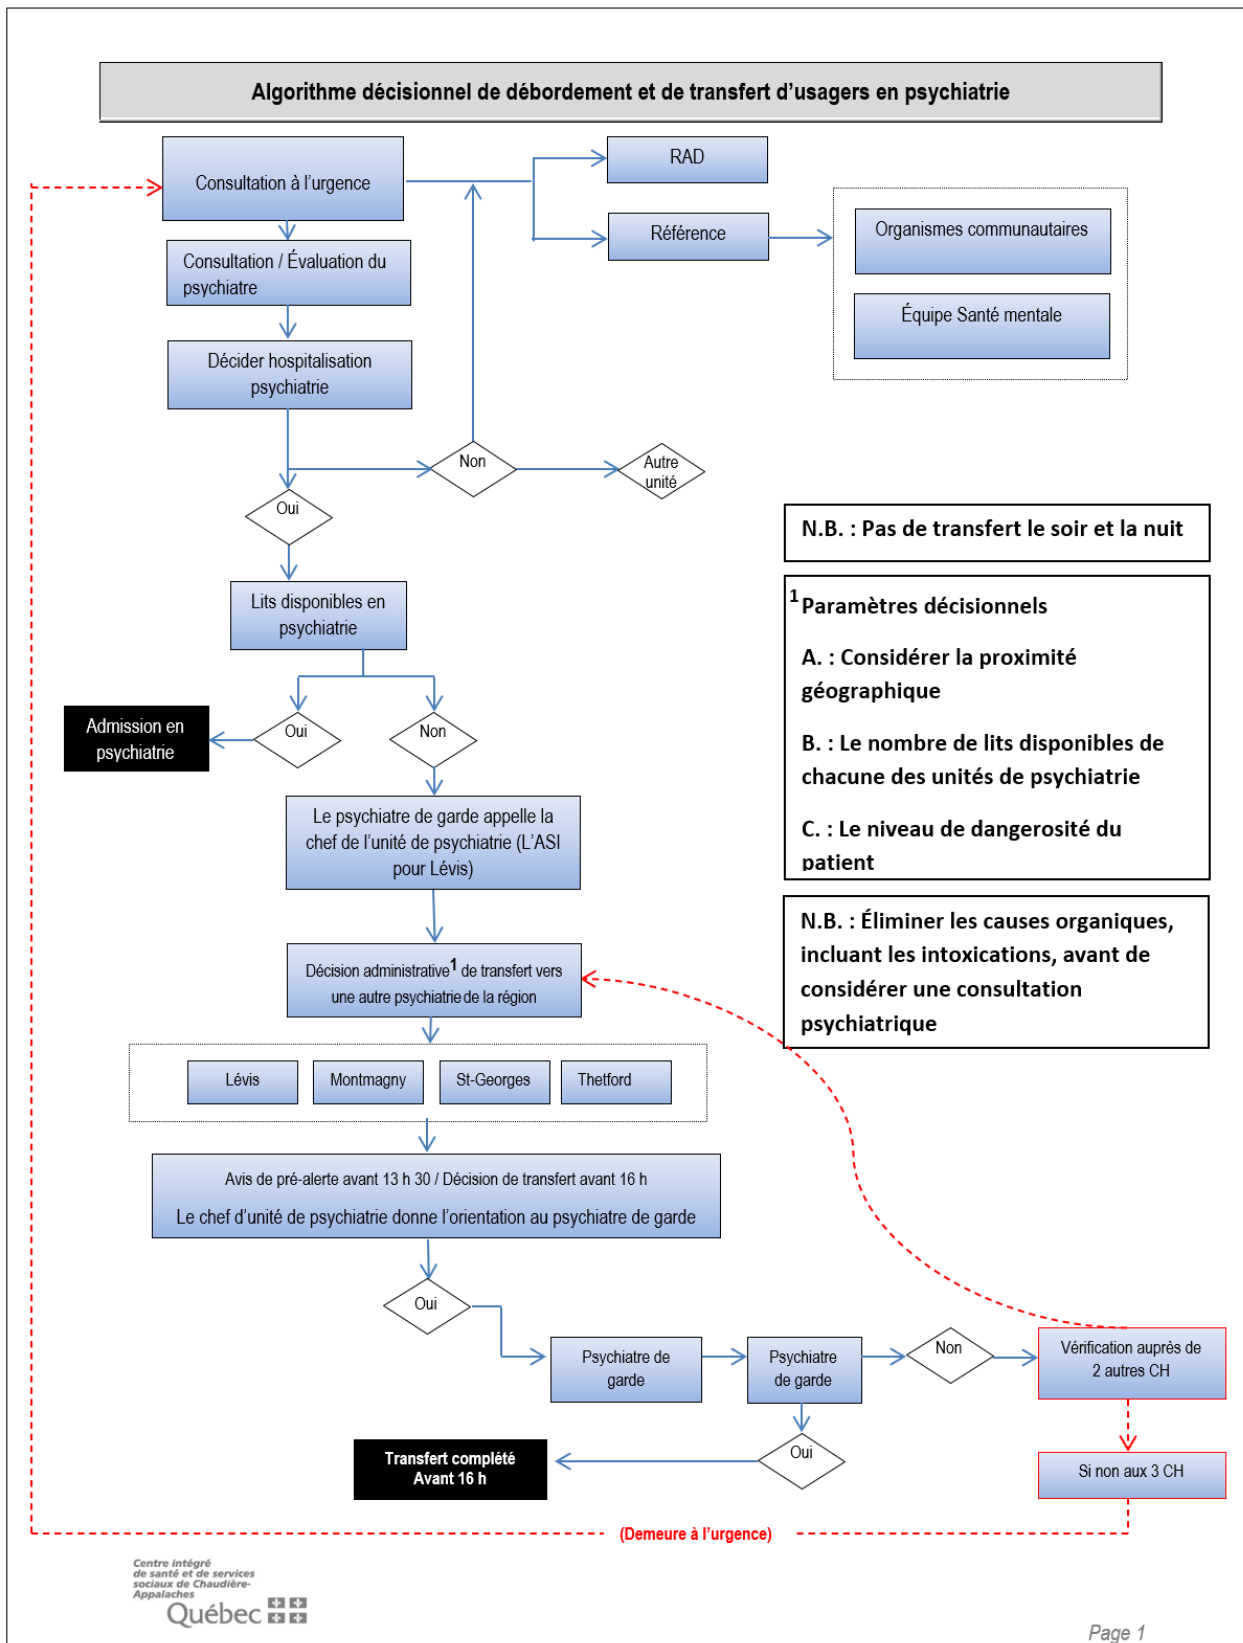 Algorithme décisionnel de débordement et de transfert d'usagers en psychiatrie
Consultation à l'urgence
RAD
Référence
Organismes communautaires
Équipe Santé mentale
Consultation / Évaluation du
psychiatre
Décider hospitalisation
psychiatrie
Non
Autre
unité
Oui
Lits disponibles en
psychiatrie
Oui
Non
Admission en
psychiatrie
Le psychiatre de garde appelle la
chef de l'unité de psychiatrie (L'ASI
pour Lévis)
Décision administrative1 de transfert vers
une autre psychiatrie de la région
Lévis
Montmagny
St-Georges
Thetford
Avis de pré-alerte avant 13 h 30 / Décision de transfert avant 16 h
Le chef d'unité de psychiatrie donne l'orientation au psychiatre de garde
Oui
Psychiatre de
garde
Psychiatre
de garde
Non
Vérification auprès de
2 autres CH
Oui
Transfert complété
Avant 16 h
Si non aux 3 CH
(Demeure à l'urgence)
N.B. : Pas de transfert le soir et la nuit
1 Paramètres décisionnels
A. : Considérer la proximité
géographique
B. : Le nombre de lits disponibles de
chacune des unités de psychiatrie
C. : Le niveau de dangerosité du
patient
N.B. : Éliminer les causes organiques,
incluant les intoxications, avant de
considérer une consultation
psychiatrique
Centre intégré
de santé et de services
sociaux de Chaudière-
Appalaches
Québec
Page 1